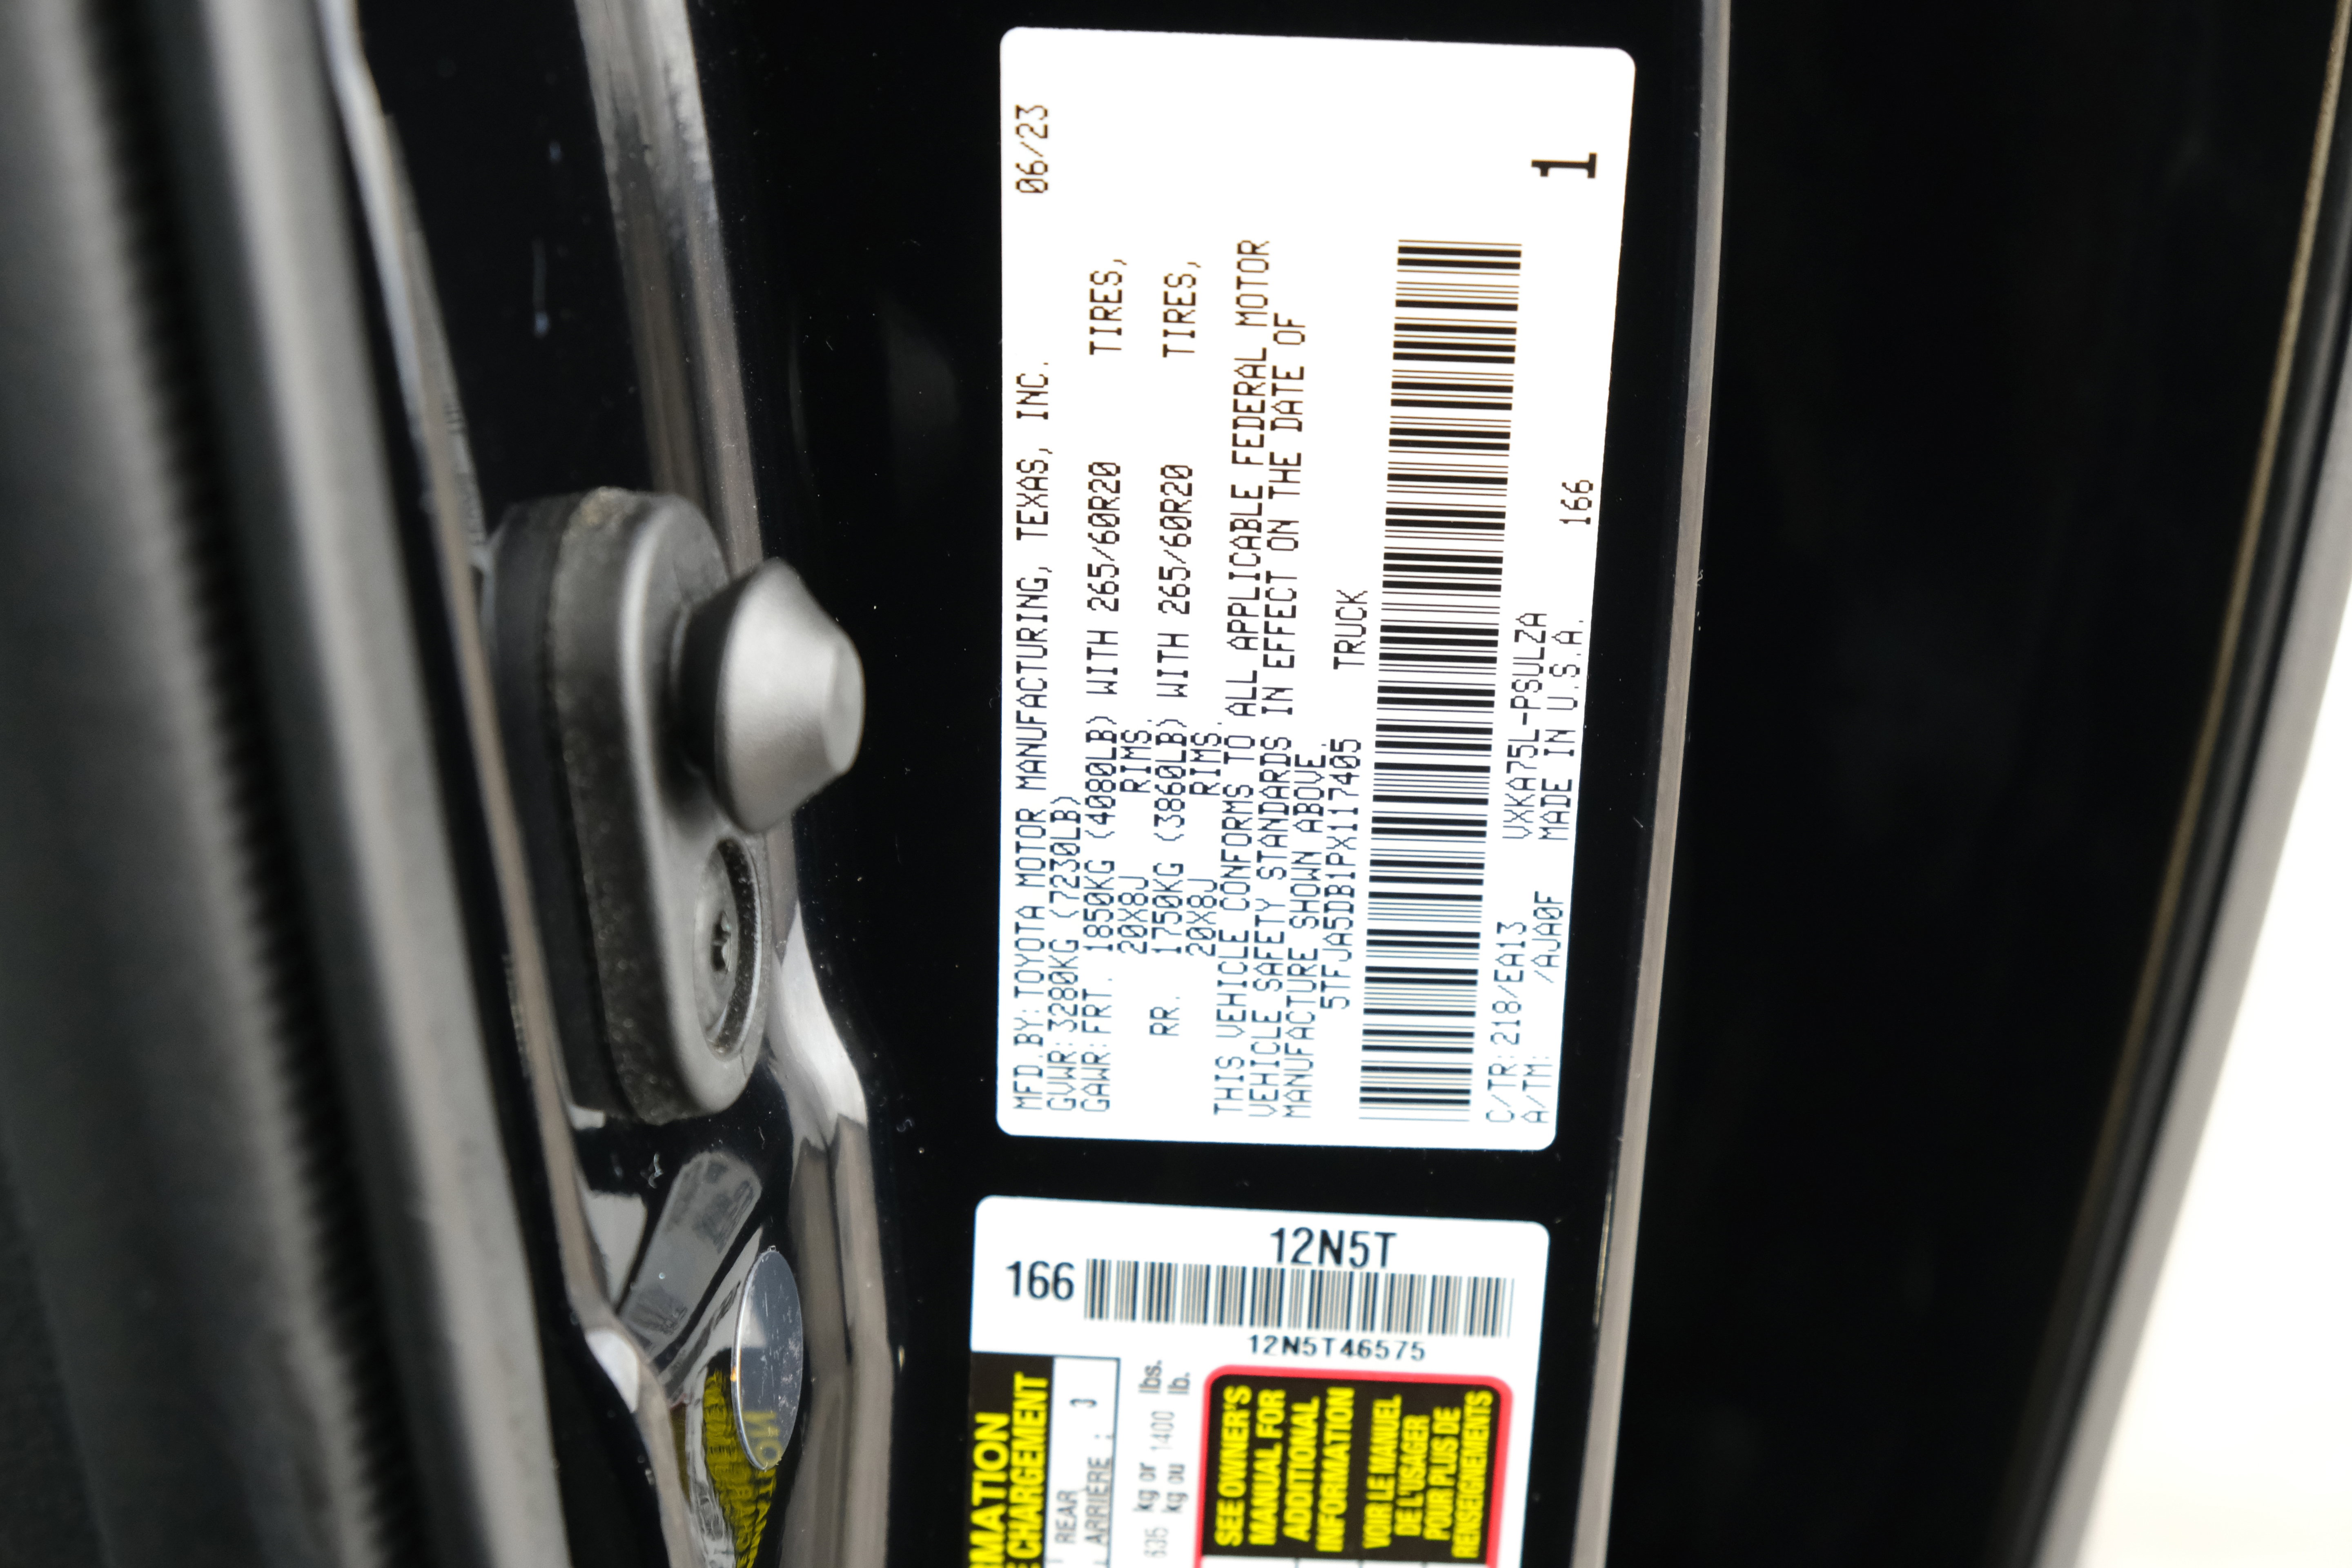 MFD.BY:TOYOTA MOTOR MANUFACTURING, TEXAS, INC. 06/23
GVWR:3280KG (7230LB)
GAWR:FRT. 1850KG (4080LB) WITH 265/60R20 TIRES,
20X8J RIMS,
RR. 1750KG (3860LB) WITH 265/60R20 TIRES,
20X8J RIMS.
THIS VEHICLE CONFORMS TO ALL APPLICABLE FEDERAL MOTOR
VEHICLE SAFETY STANDARDS IN EFFECT ON THE DATE OF
MANUFACTURE SHOWN ABOVE.
5TFJA5DB1PX117405 TRUCK
C/TR:218/EA13 VXKA75L-PSULZA
A/TM: /AJA0F MADE IN U.S.A. 166
1
12N5T
166
12N5T46575
RMATION
E CHARGEMENT
REAR
ARRIÈRE : 3
635 kg or 1400 lbs.
kg ou lb.
SEE OWNER'S
MANUAL FOR
ADDITIONAL
INFORMATION
VOIR LE MANUEL
DE L'USAGER
POUR PLUS DE
RENSEIGNEMENTS